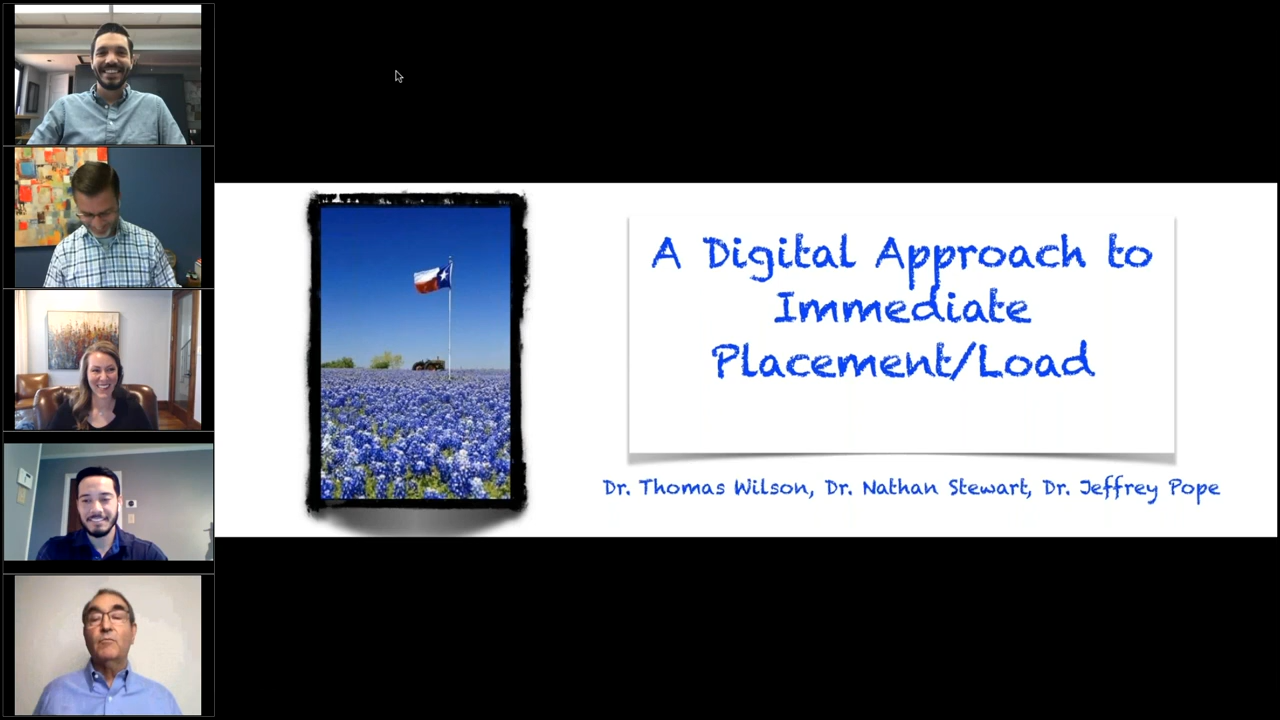 A Digital Approach to
Immediate
Placement/Load
Dr. Thomas Wilson, Dr. Nathan Stewart, Dr. Jeffrey Pope